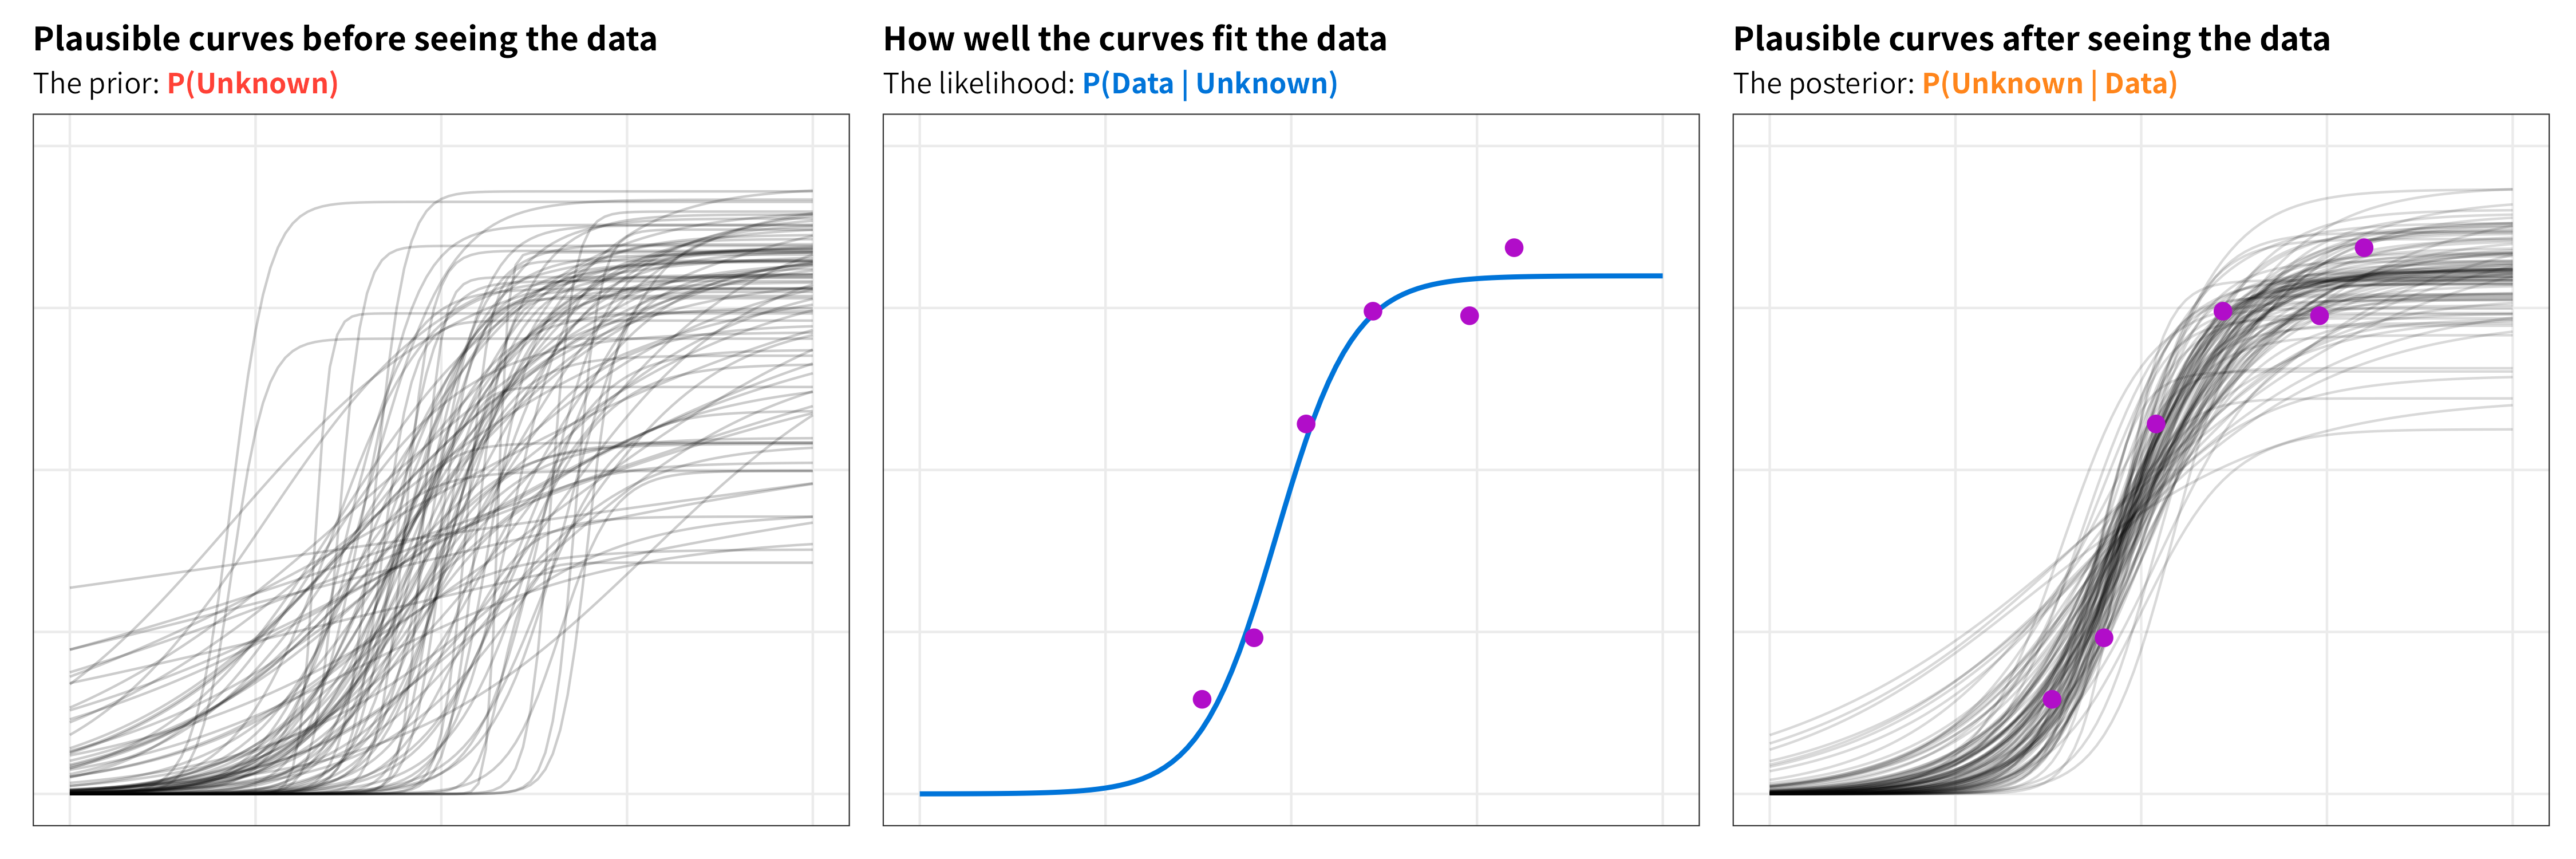 Plausible curves before seeing the data
The prior: P(Unknown)
How well the curves fit the data
The likelihood: P(Data | Unknown)
Plausible curves after seeing the data
The posterior: P(Unknown | Data)